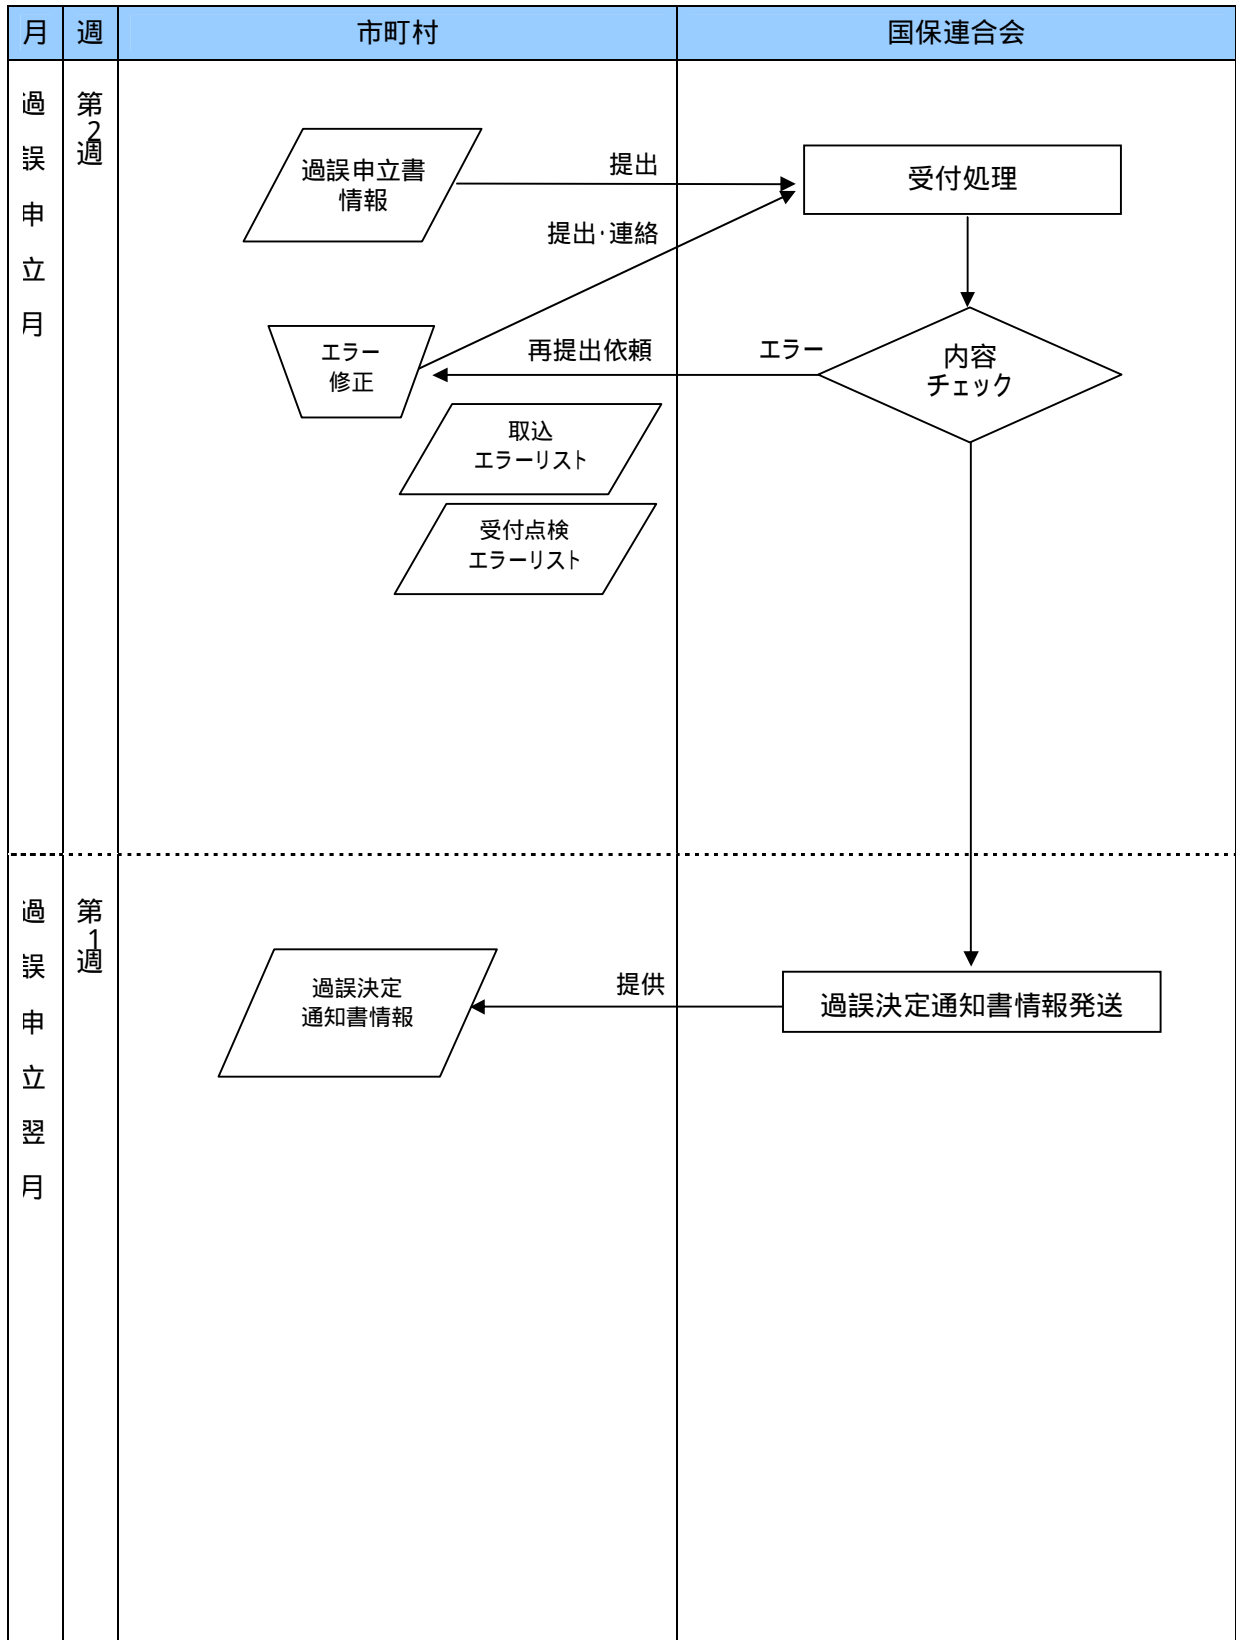 月 週 市町村 国保連合会
過誤申立月
第2週
過誤申立書
情報
提出
受付処理
提出・連絡
エラー
修正
再提出依頼
エラー
内容
チェック
取込
エラーリスト
受付点検
エラーリスト
過誤申立翌月
第1週
過誤決定
通知書情報
提供
過誤決定通知書情報発送